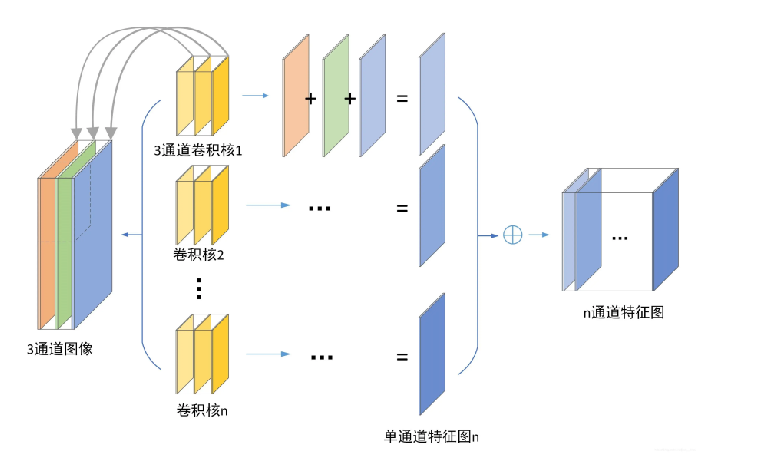 + + =
3通道卷积核1
... =
卷积核2
...
3通道图像
... =
卷积核n
...
n通道特征图
单通道特征图n